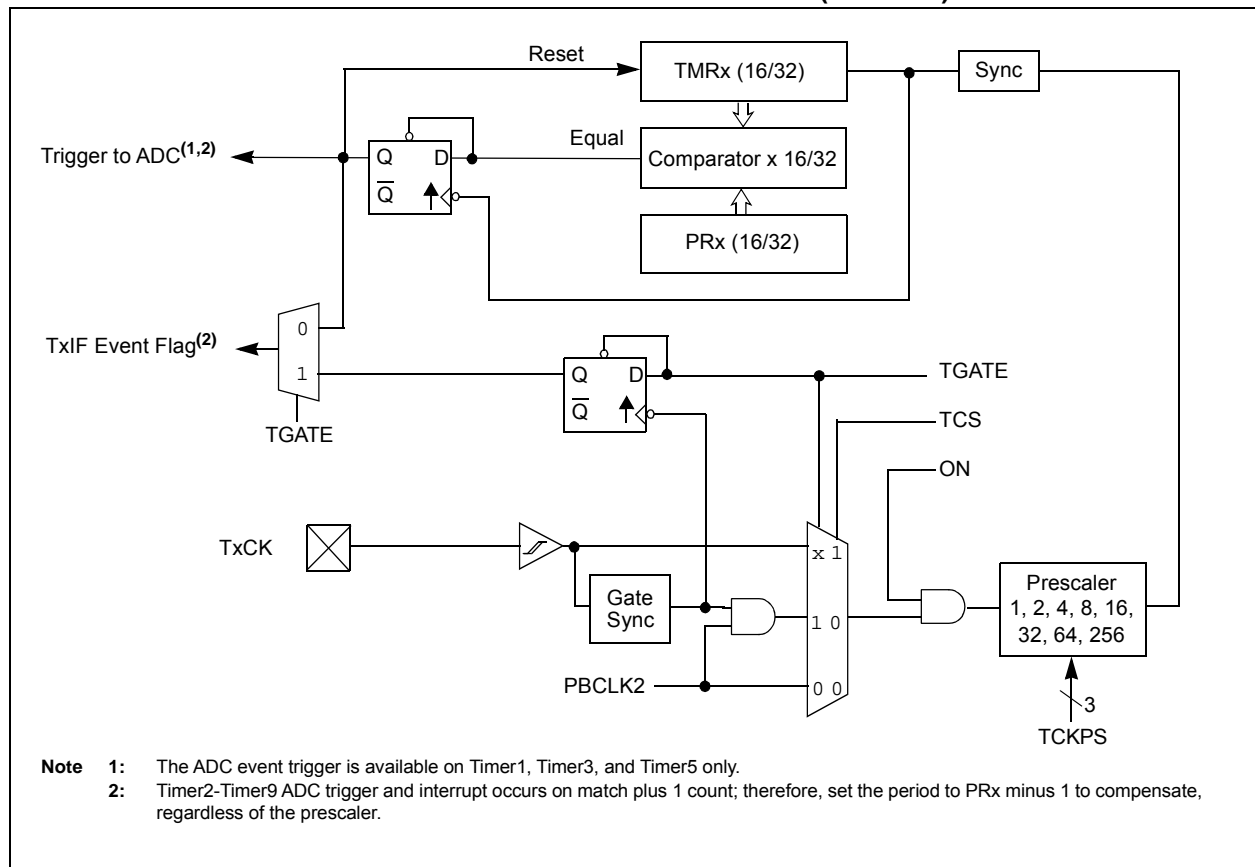 Reset
TMRx (16/32)
Sync
Trigger to ADC(1,2)
Q D
Equal
Comparator x 16/32
Q
PRx (16/32)
TxIF Event Flag(2)
0
1
Q D
TGATE
Q
TGATE
TCS
ON
TxCK
x 1
Prescaler
1, 2, 4, 8, 16,
32, 64, 256
Gate
Sync
1 0
PBCLK2
0 0
3
TCKPS
Note 1: The ADC event trigger is available on Timer1, Timer3, and Timer5 only.
2: Timer2-Timer9 ADC trigger and interrupt occurs on match plus 1 count; therefore, set the period to PRx minus 1 to compensate,
regardless of the prescaler.